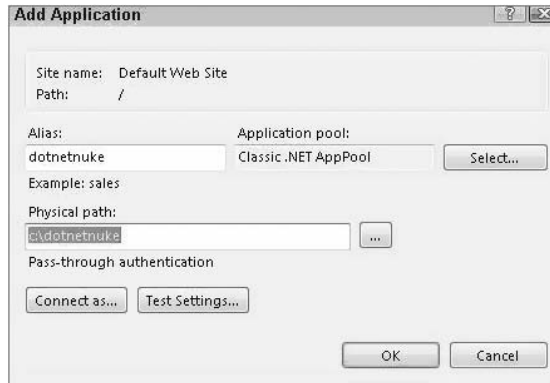 Add Application
Site name: Default Web Site
Path: /
Alias: Application pool:
dotnetnuke Classic .NET AppPool Select...
Example: sales
Physical path:
c:\dotnetnuke ...
Pass-through authentication
Connect as... Test Settings...
OK Cancel